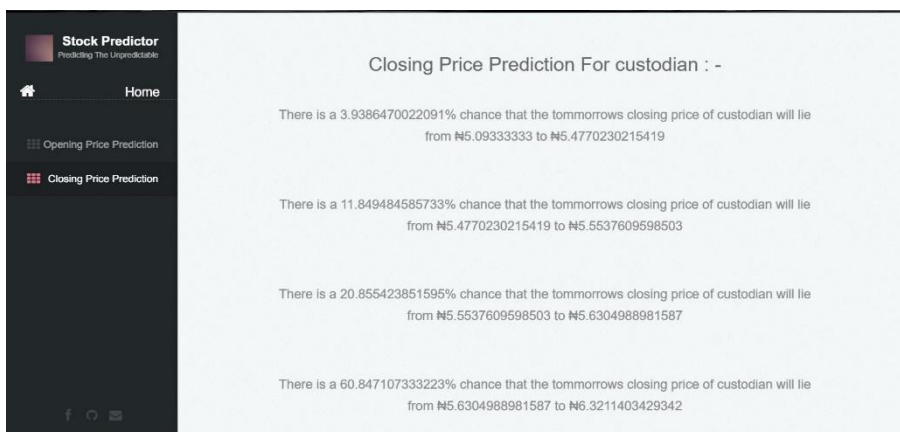 Stock Predictor
Predicting The Unpredictable
Home
Opening Price Prediction
Closing Price Prediction
Closing Price Prediction For custodian : -
There is a 3.9386470022091% chance that the tommorrows closing price of custodian will lie
from ₦5.09333333 to ₦5.4770230215419
There is a 11.849484585733% chance that the tommorrows closing price of custodian will lie
from ₦5.4770230215419 to ₦5.5537609598503
There is a 20.855423851595% chance that the tommorrows closing price of custodian will lie
from ₦5.5537609598503 to ₦5.6304988981587
There is a 60.847107333223% chance that the tommorrows closing price of custodian will lie
from ₦5.6304988981587 to ₦6.3211403429342